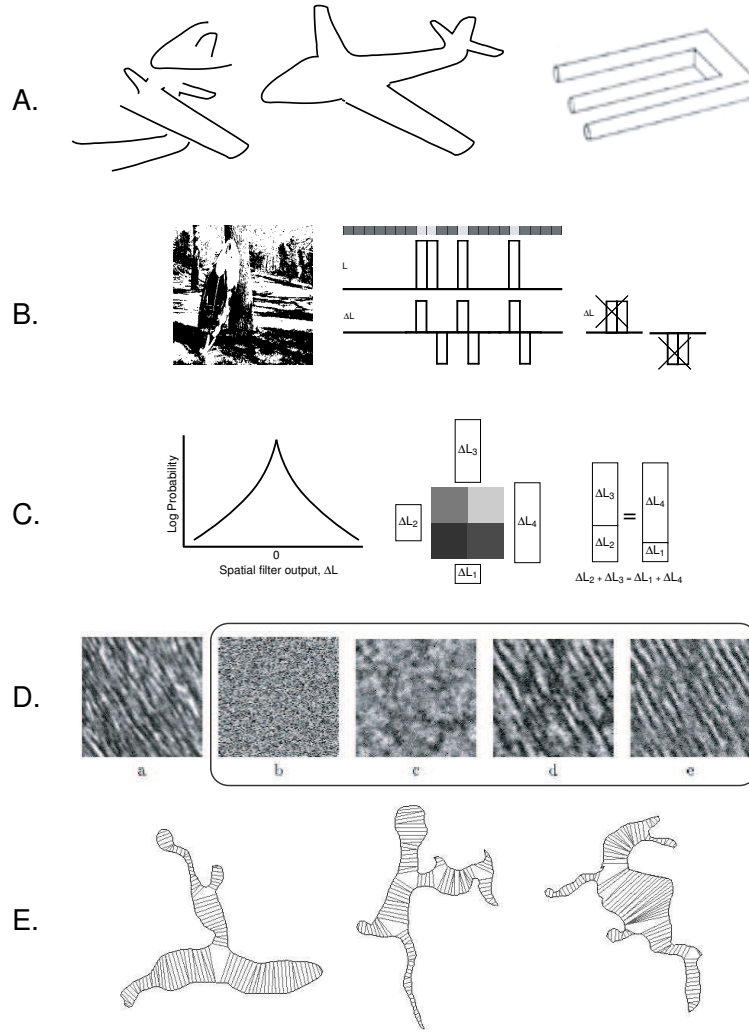 A.
B.
L
ΔL
ΔL
C.
Log Probability
0
Spatial filter output, ΔL
ΔL3
ΔL2
ΔL4
ΔL1
ΔL3
ΔL2
=
ΔL4
ΔL1
ΔL2 + ΔL3 = ΔL1 + ΔL4
D.
a b c d e
E.